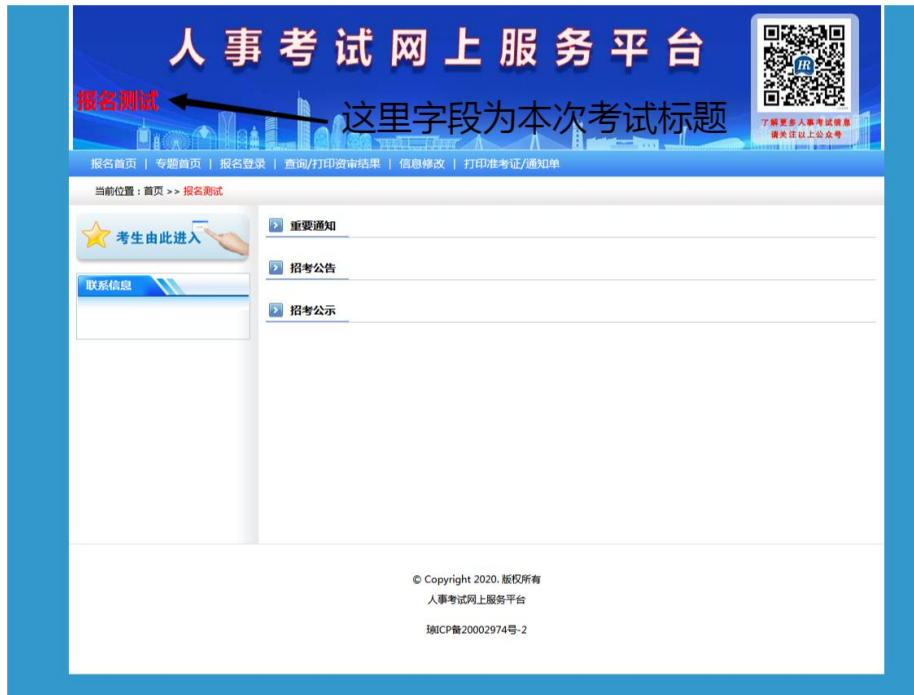 人事考试网上服务平台
报名测试
这里字段为本次考试标题
了解更多人事考试信息
请关注以上公众号
报名首页 | 专题首页 | 报名登录 | 查询/打印资审结果 | 信息修改 | 打印准考证/通知单
当前位置：首页 >> 报名测试
考生由此进入
重要通知
招考公告
联系信息
招考公示
© Copyright 2020. 版权所有
人事考试网上服务平台
琼ICP备20002974号-2